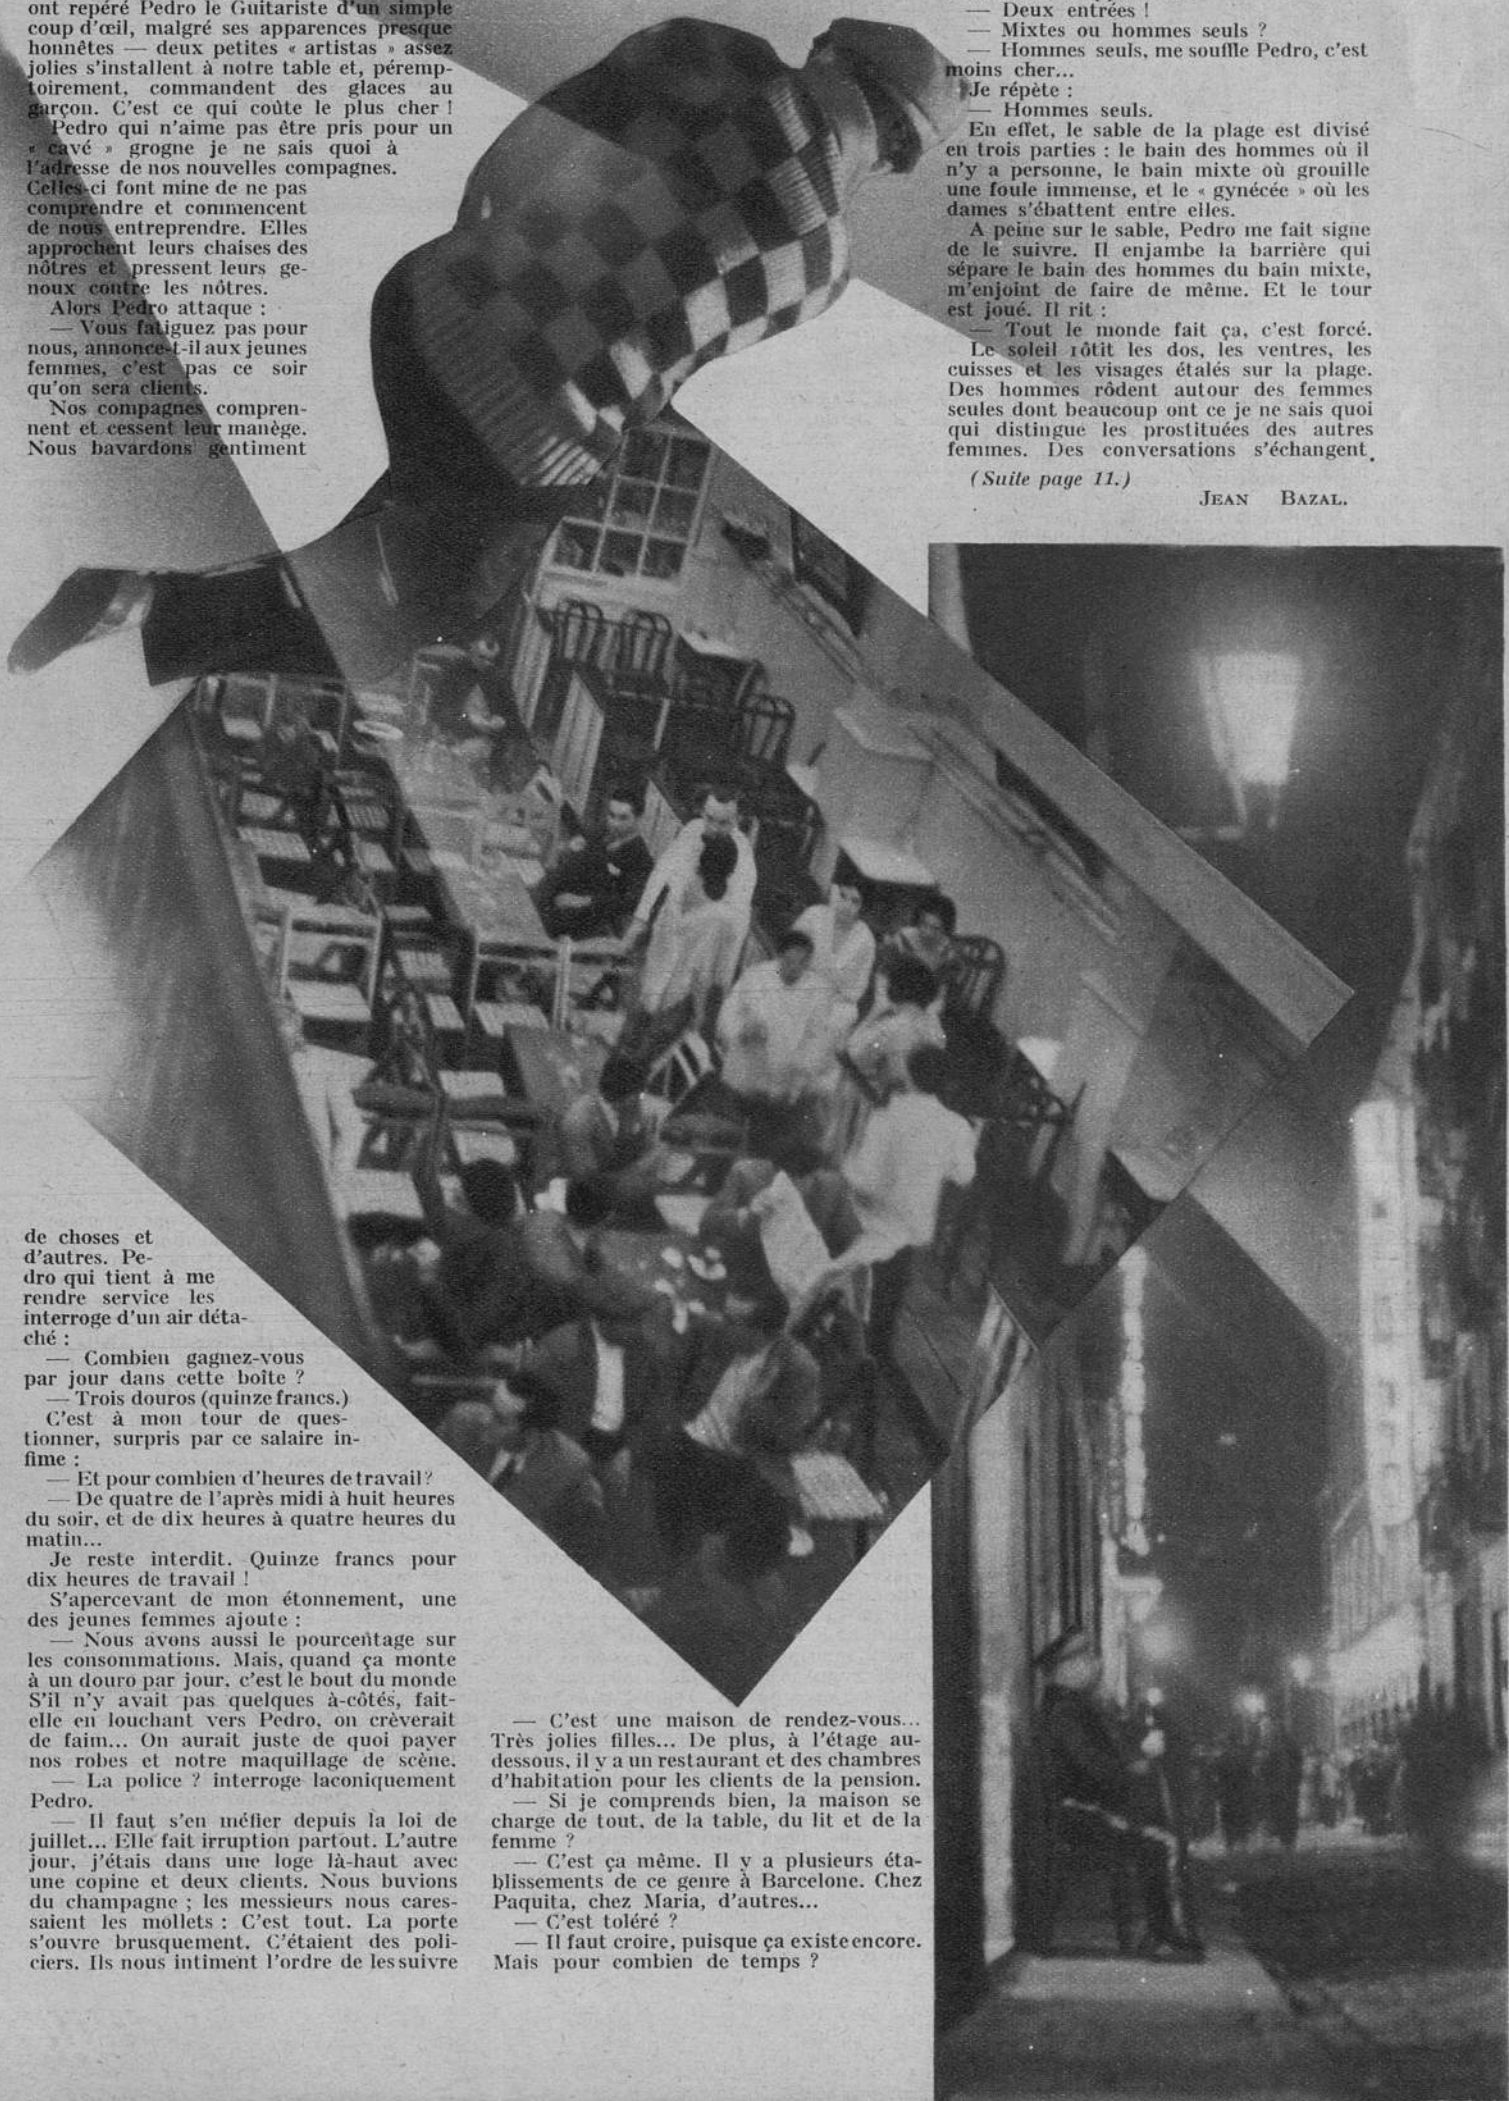 ont repéré Pedro le Guitariste d'un simple
coup d'œil, malgré ses apparences presque
honnêtes — deux petites « artistas » assez
jolies s'installent à notre table et, péremp-
toirement, commandent des glaces au
garçon. C'est ce qui coûte le plus cher !
Pedro qui n'aime pas être pris pour un
« cavé » grogne je ne sais quoi à
l'adresse de nos nouvelles compagnes.
Celles-ci font mine de ne pas
comprendre et commencent
de nous entreprendre. Elles
approchent leurs chaises des
nôtres et pressent leurs ge-
noux contre les nôtres.
Alors Pedro attaque :
— Vous fatiguez pas pour
nous, annonce-t-il aux jeunes
femmes, c'est pas ce soir
qu'on sera clients.
Nos compagnes compren-
nent et cessent leur manège.
Nous bavardons gentiment
de choses et
d'autres. Pe-
dro qui tient à me
rendre service les
interroge d'un air déta-
ché :
— Combien gagnez-vous
par jour dans cette boîte ?
— Trois douros (quinze francs.)
C'est à mon tour de ques-
tionner, surpris par ce salaire in-
fime :
— Et pour combien d'heures de travail ?
— De quatre de l'après midi à huit heures
du soir, et de dix heures à quatre heures du
matin...
Je reste interdit. Quinze francs pour
dix heures de travail !
S'apercevant de mon étonnement, une
des jeunes femmes ajoute :
— Nous avons aussi le pourcentage sur
les consommations. Mais, quand ça monte
à un douro par jour, c'est le bout du monde
S'il n'y avait pas quelques à-côtés, fait-
elle en louchant vers Pedro, on crèverait
de faim... On aurait juste de quoi payer
nos robes et notre maquillage de scène.
— La police ? interroge laconiquement
Pedro.
— Il faut s'en méfier depuis la loi de
juillet... Elle fait irruption partout. L'autre
jour, j'étais dans une loge là-haut avec
une copine et deux clients. Nous buvions
du champagne ; les messieurs nous cares-
saient les mollets : C'est tout. La porte
s'ouvre brusquement. C'étaient des poli-
ciers. Ils nous intiment l'ordre de les suivre
— C'est une maison de rendez-vous...
Très jolies filles... De plus, à l'étage au-
dessous, il y a un restaurant et des chambres
d'habitation pour les clients de la pension.
— Si je comprends bien, la maison se
charge de tout, de la table, du lit et de la
femme ?
— C'est ça même. Il y a plusieurs éta-
blissements de ce genre à Barcelone. Chez
Paquita, chez Maria, d'autres...
— C'est toléré ?
— Il faut croire, puisque ça existe encore.
Mais pour combien de temps ?
— Deux entrées !
— Mixtes ou hommes seuls ?
— Hommes seuls, me souffle Pedro, c'est
moins cher...
Je répète :
— Hommes seuls.
En effet, le sable de la plage est divisé
en trois parties : le bain des hommes où il
n'y a personne, le bain mixte où grouille
une foule immense, et le « gynécée » où les
dames s'ébattent entre elles.
A peine sur le sable, Pedro me fait signe
de le suivre. Il enjambe la barrière qui
sépare le bain des hommes du bain mixte,
m'enjoint de faire de même. Et le tour
est joué. Il rit :
— Tout le monde fait ça, c'est forcé.
Le soleil rôtit les dos, les ventres, les
cuisses et les visages étalés sur la plage.
Des hommes rôdent autour des femmes
seules dont beaucoup ont ce je ne sais quoi
qui distingue les prostituées des autres
femmes. Des conversations s'échangent.
(Suite page 11.)
JEAN BAZAL.